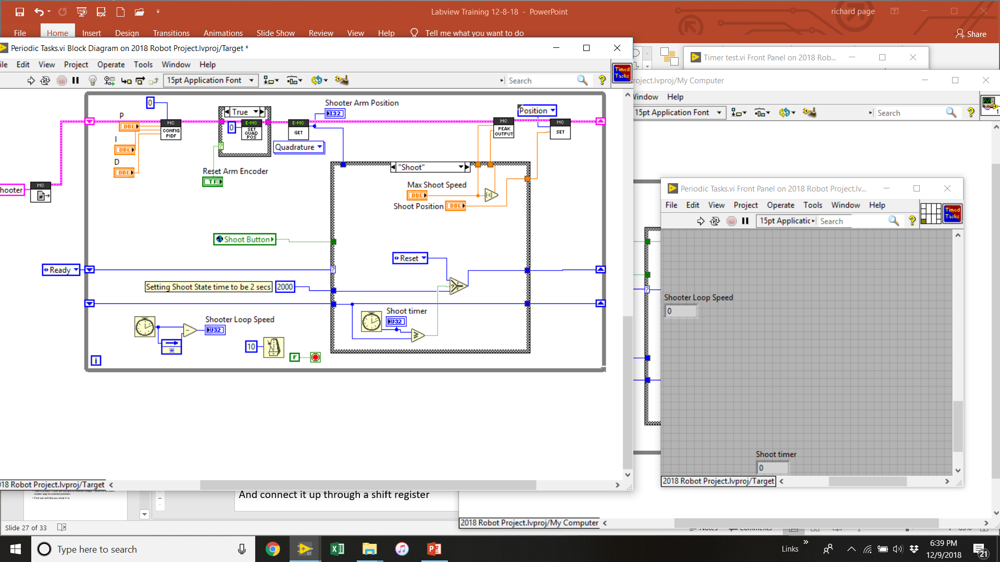 Labview Training 12-8-18 - PowerPoint
richard page
File Home Insert Design Transitions Animations Slide Show Review View Help Tell me what you want to do
Share
Periodic Tasks.vi Block Diagram on 2018 Robot Project.lvproj/Target *
ile Edit View Project Operate Tools Window Help
15pt Application Font
Search
Timed Tasks
Timer test.vi Front Panel on 2018 Rob...
roject.lvproj/My Computer
Window Help
15pt Application Font
Search
0
P
DBL
I
DBL
D
DBL
MC
CONFIG
PIDF
True
0
E-MC
SET
QUAD
POS
E-MC
GET
Quadrature
Shooter Arm Position
I32
MC
PEAK
OUTPUT
Position
MC
SET
Reset Arm Encoder
TF
hooter
MC
#
"Shoot"
Max Shoot Speed
DBL
Shoot Position DBL
Shoot Button
Reset
Ready
Setting Shoot State time to be 2 secs 2000
Shooter Loop Speed
U32
Shoot timer
U32
10
F
i
18 Robot Project.lvproj/Target
Periodic Tasks.vi Front Panel on 2018 Robot Project.lv...
File Edit View Project Operate Tools Window Help
15pt Applicatic
Search
Timed Tasks
Shooter Loop Speed
0
Shoot timer
0
2018 Robot Project.lvproj/Target
And connect it up through a shift register
First we will discuss what it is.
2018 Robot Project.lvproj/My Computer
Slide 27 of 33
Type here to search
Links
6:39 PM
12/9/2018
21